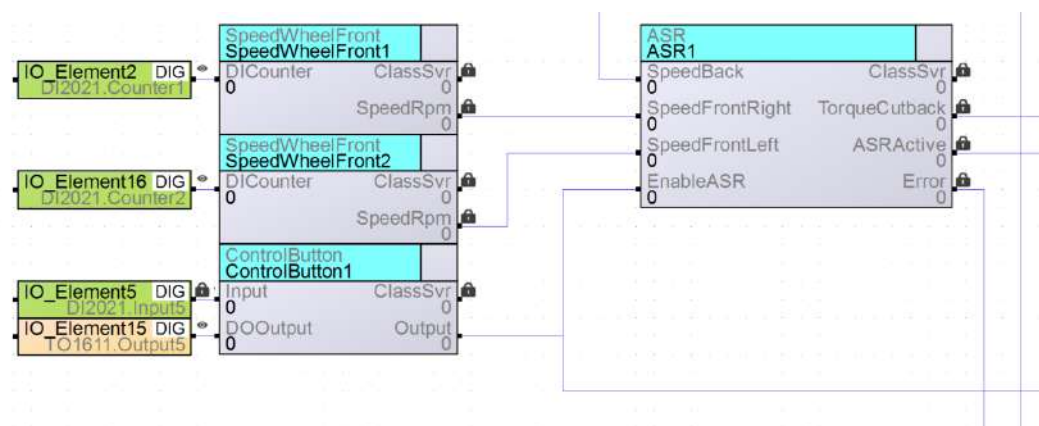 SpeedWheelFront
SpeedWheelFront1
IO_Element2 DIG
DI2021.Counter1
DICounter ClassSvr
0 0
SpeedRpm
0
SpeedWheelFront
SpeedWheelFront2
IO_Element16 DIG
DI2021.Counter2
DICounter ClassSvr
0 0
SpeedRpm
0
ControlButton
ControlButton1
IO_Element5 DIG
DI2021.Input5
Input ClassSvr
0 0
IO_Element15 DIG
TO1611.Output5
DOOutput Output
0 0
ASR
ASR1
SpeedBack ClassSvr
0 0
SpeedFrontRight TorqueCutback
0 0
SpeedFrontLeft ASRActive
0 0
EnableASR Error
0 0